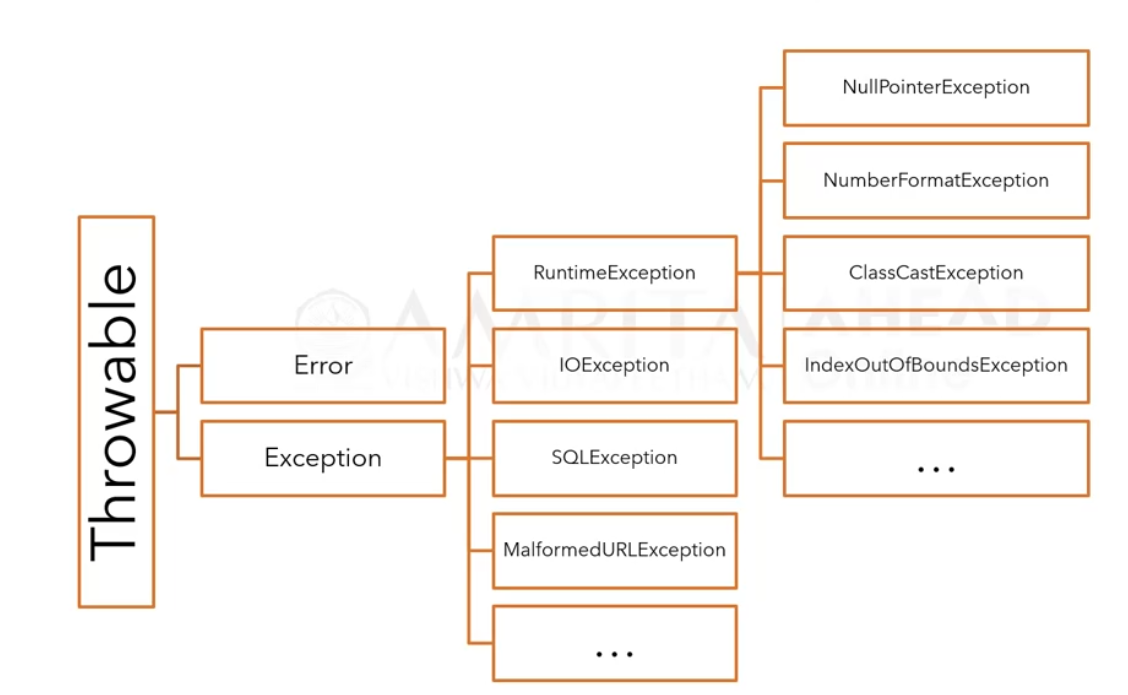 Throwable
Error
Exception
RuntimeException
IOException
SQLException
MalformedURLException
...
NullPointerException
NumberFormatException
ClassCastException
IndexOutOfBoundsException
...
AMRITA AHEAD
VISHWA VIDYAPEETHAM Online